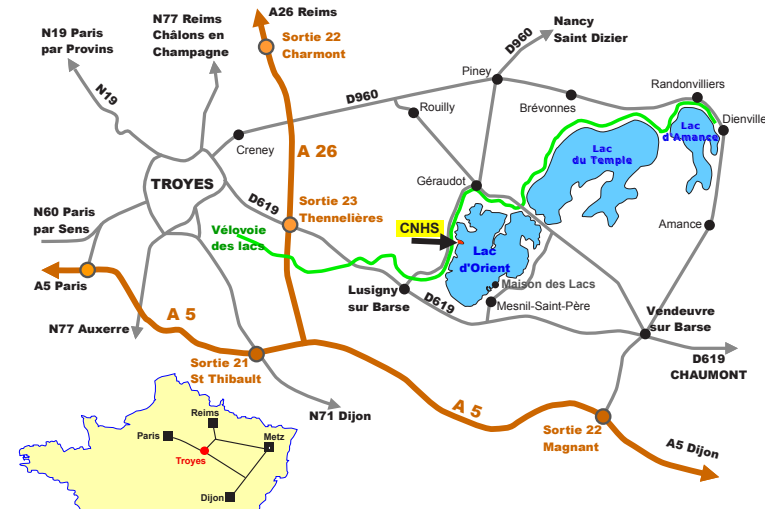 A26 Reims
N77 Reims
Châlons en
Champagne
N19 Paris
par Provins
Sortie 22
Charmont
Nancy
Saint Dizier
D960
Piney
Randonvilliers
N19
D960
Rouilly
Brévonnes
Dienville
Lac
d'Amance
Creney
A 26
Lac
du Temple
TROYES
Géraudot
D619
Sortie 23
Thennelières
N60 Paris
par Sens
Vélovoie
des lacs
CNHS
Amance
Lac
d'Orient
A5 Paris
Lusigny
sur Barse
Maison des Lacs
D619
Mesnil-Saint-Père
A 5
Vendeuvre
sur Barse
N77 Auxerre
D619
CHAUMONT
Sortie 21
St Thibault
N71 Dijon
A 5
Sortie 22
Magnant
A5 Dijon
Reims
Paris
Metz
Troyes
Dijon